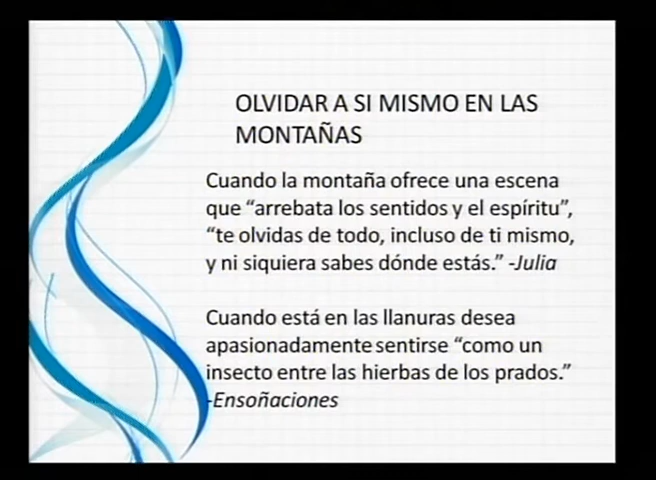 OLVIDAR A SI MISMO EN LAS
MONTAÑAS
Cuando la montaña ofrece una escena
que “arrebata los sentidos y el espíritu”,
“te olvidas de todo, incluso de ti mismo,
y ni siquiera sabes dónde estás.” -Julia
Cuando está en las llanuras desea
apasionadamente sentirse “como un
insecto entre las hierbas de los prados.”
-Ensoñaciones